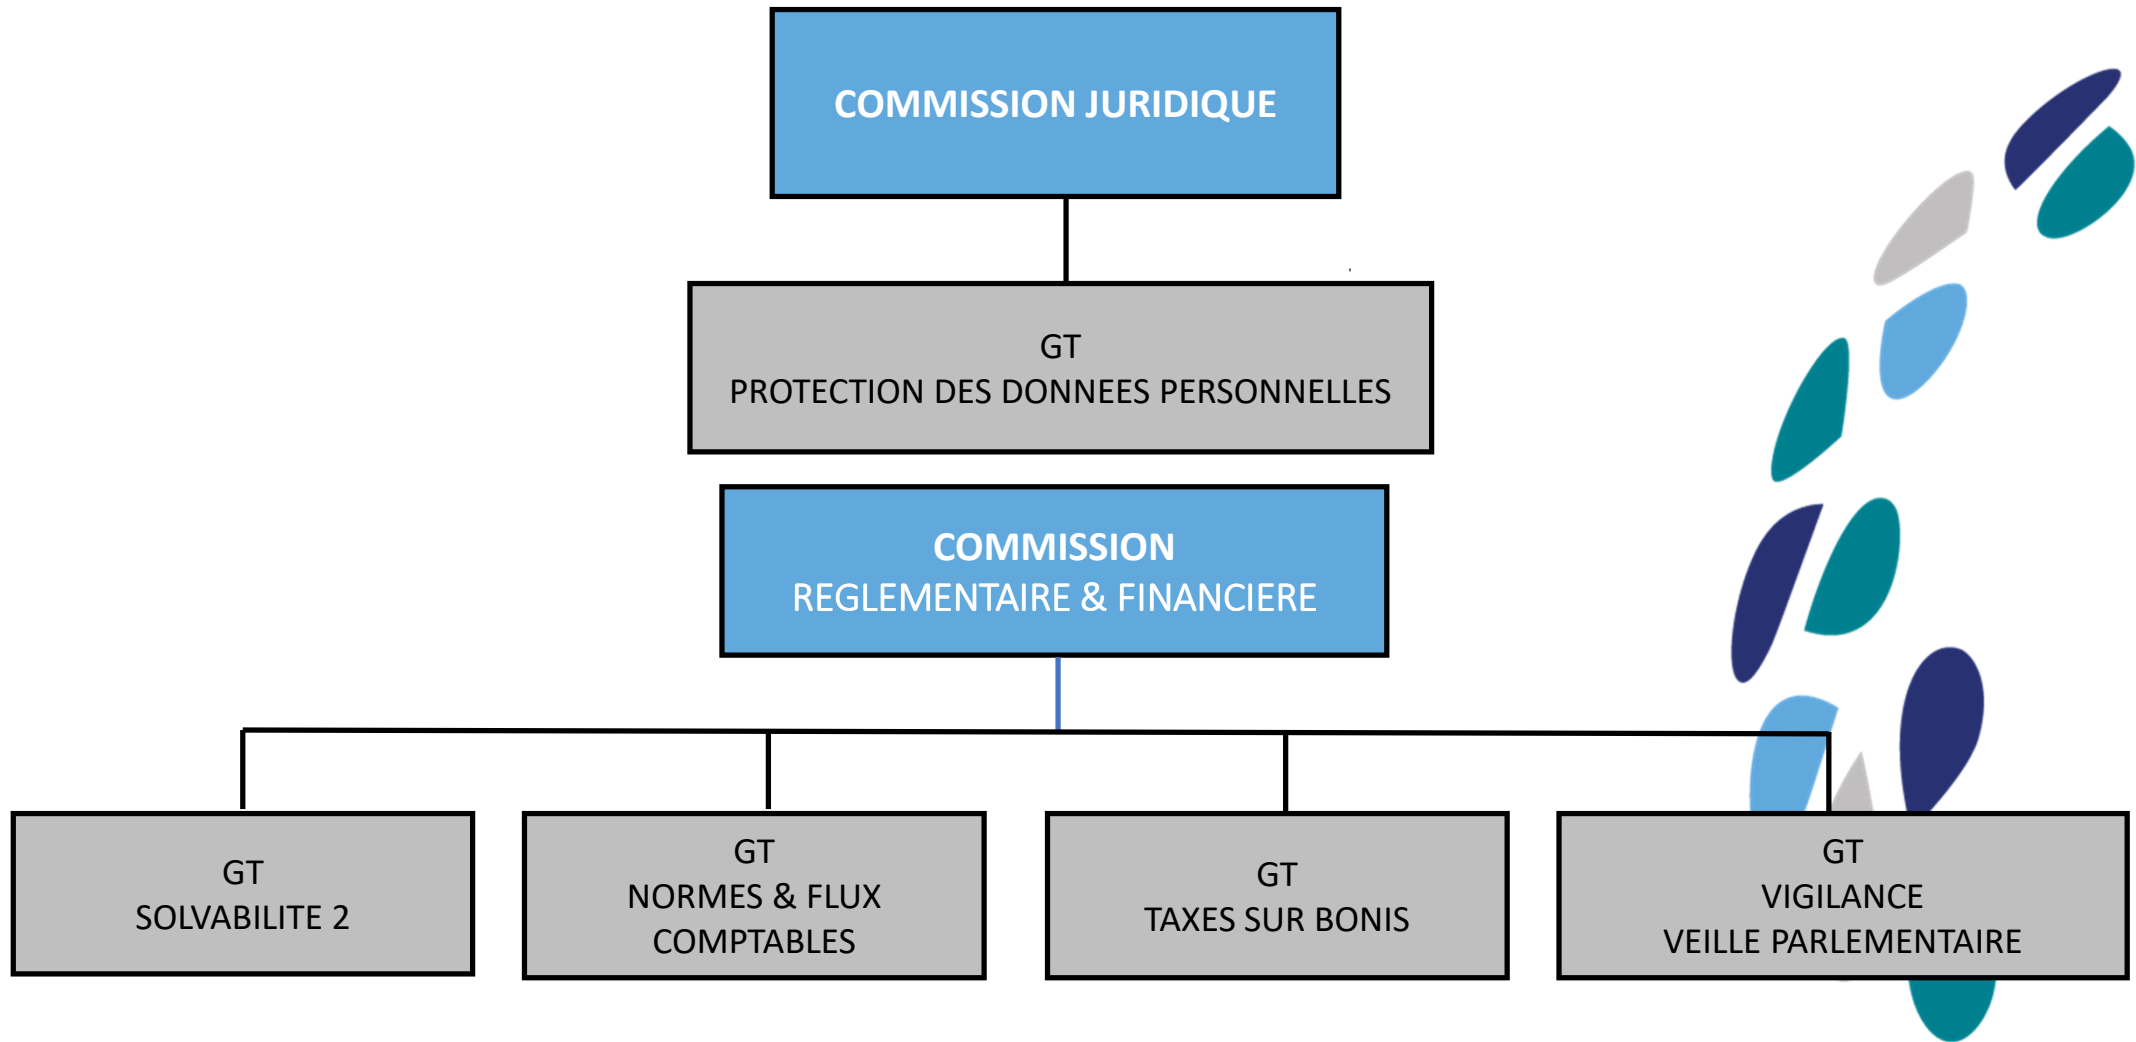 COMMISSION JURIDIQUE
GT
PROTECTION DES DONNEES PERSONNELLES
COMMISSION
REGLEMENTAIRE & FINANCIERE
GT
SOLVABILITE 2
GT
NORMES & FLUX
COMPTABLES
GT
TAXES SUR BONIS
GT
VIGILANCE
VEILLE PARLEMENTAIRE